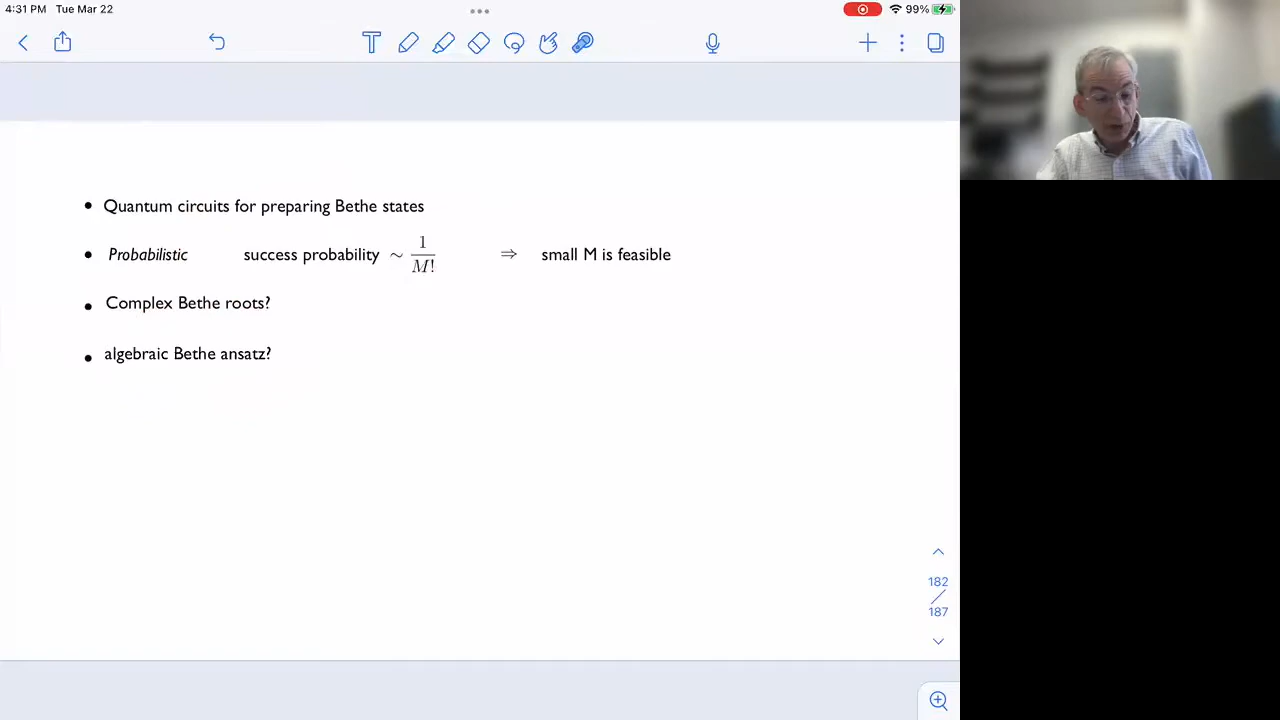 4:31 PM Tue Mar 22
99%
T
• Quantum circuits for preparing Bethe states
• Probabilistic success probability ∼ 1/M! ⇒ small M is feasible
• Complex Bethe roots?
• algebraic Bethe ansatz?
182
187